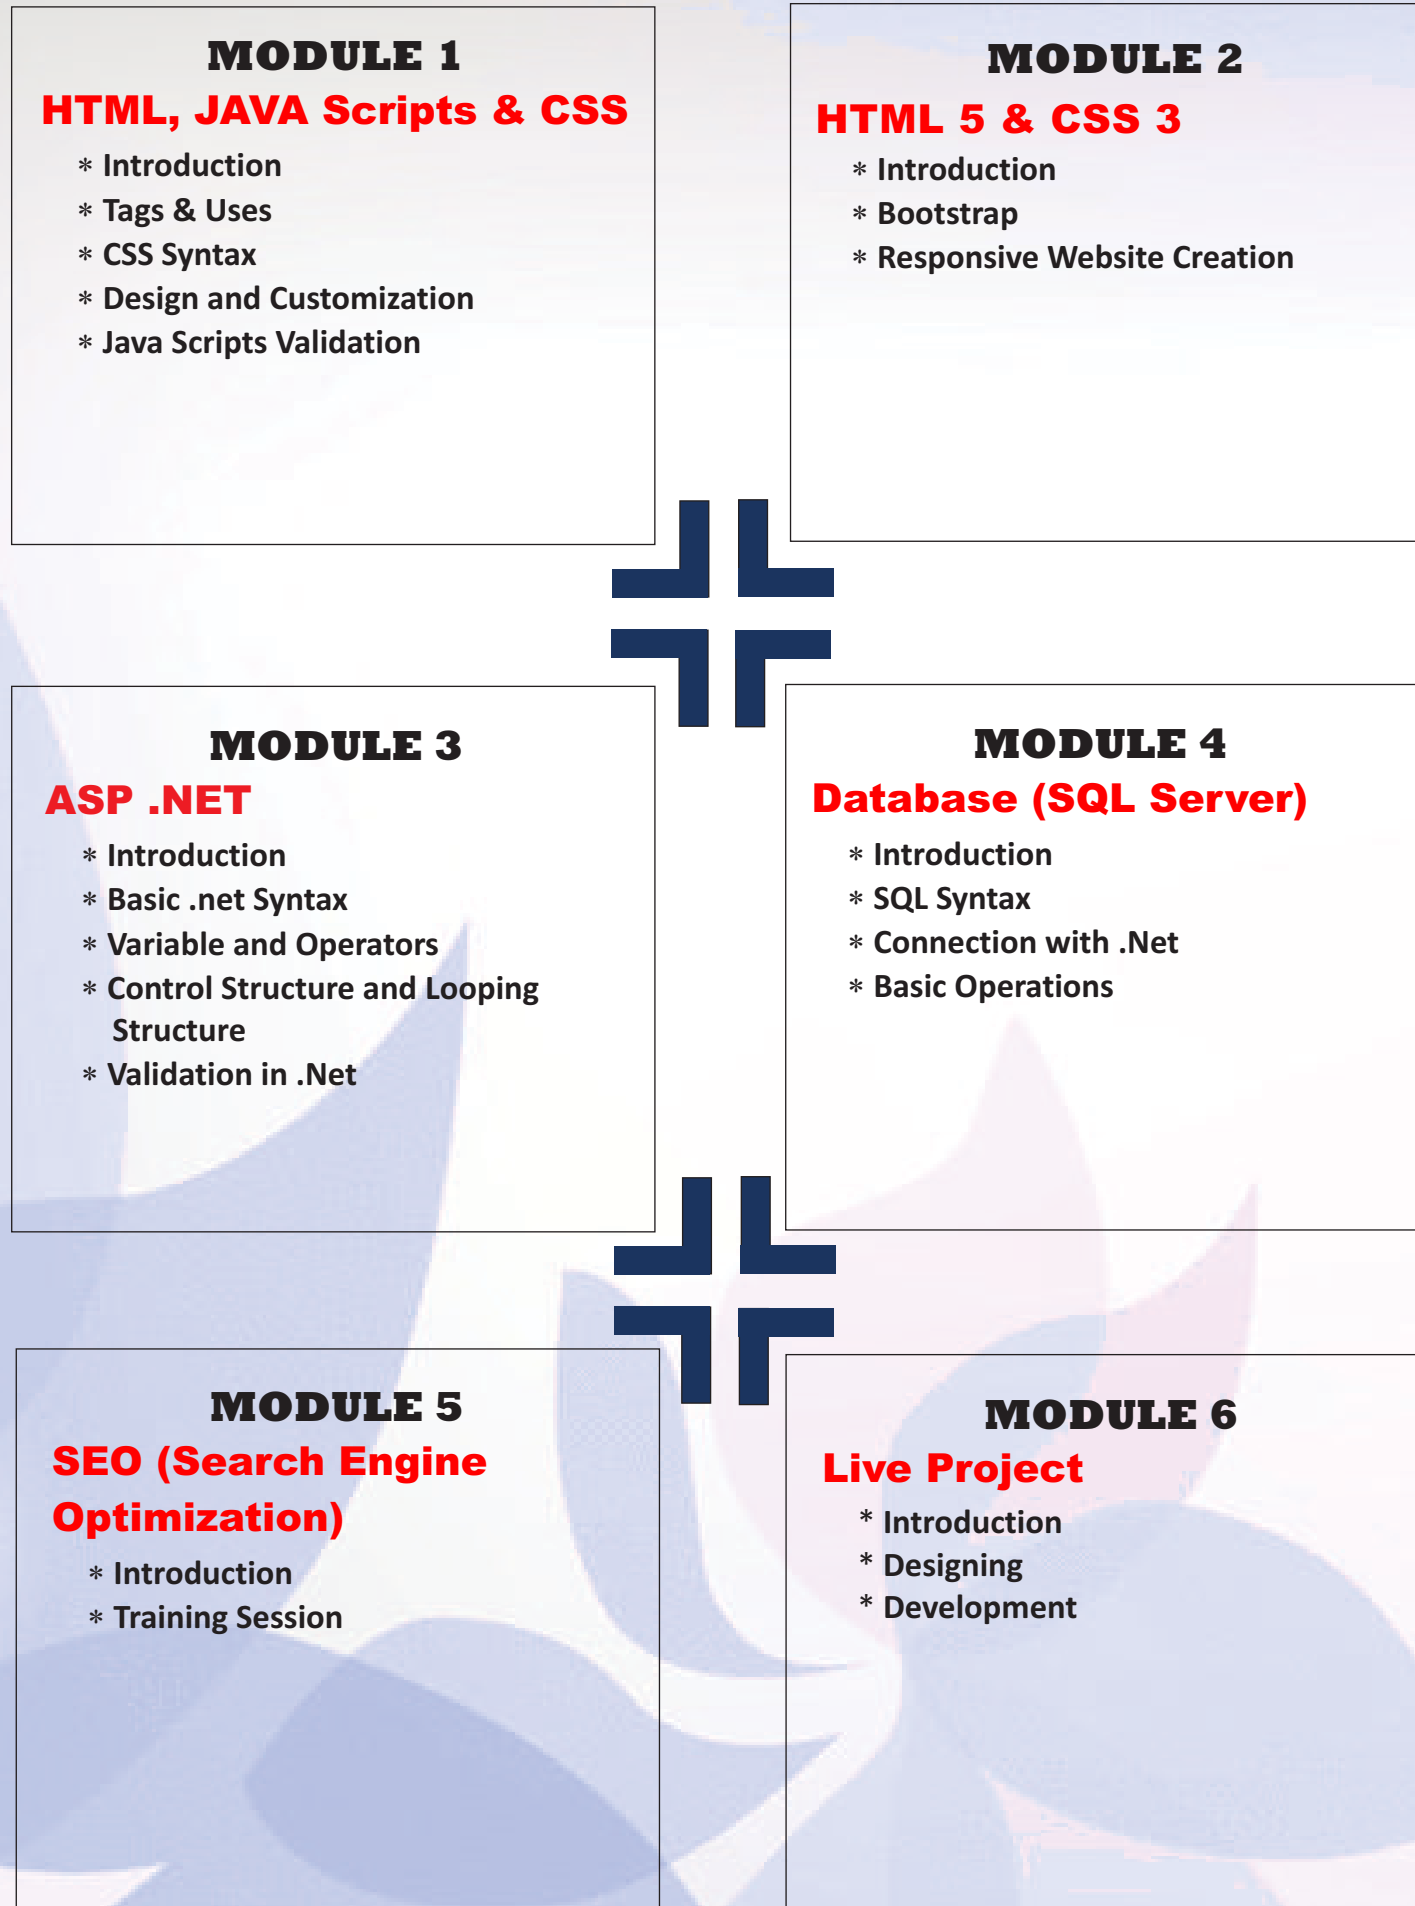 MODULE 1
HTML, JAVA Scripts & CSS
* Introduction
* Tags & Uses
* CSS Syntax
* Design and Customization
* Java Scripts Validation
MODULE 2
HTML 5 & CSS 3
* Introduction
* Bootstrap
* Responsive Website Creation
MODULE 3
ASP .NET
* Introduction
* Basic .net Syntax
* Variable and Operators
* Control Structure and Looping
Structure
* Validation in .Net
MODULE 4
Database (SQL Server)
* Introduction
* SQL Syntax
* Connection with .Net
* Basic Operations
MODULE 5
SEO (Search Engine
Optimization)
* Introduction
* Training Session
MODULE 6
Live Project
* Introduction
* Designing
* Development